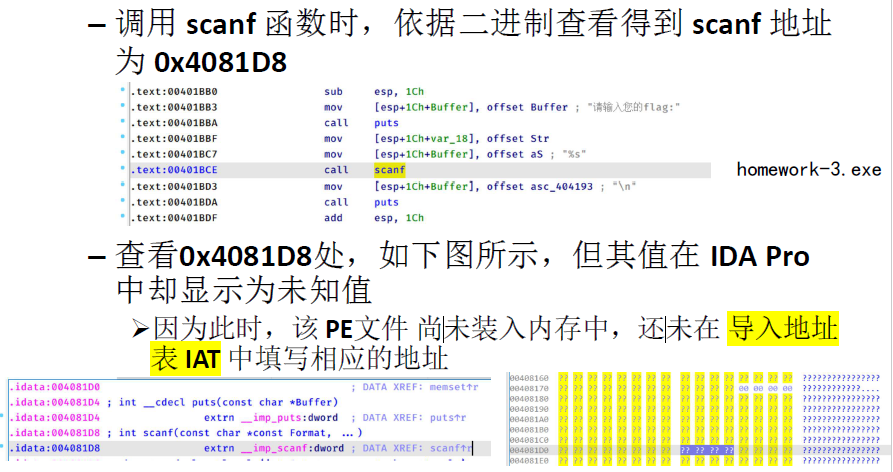 – 调用 scanf 函数时，依据二进制查看得到 scanf 地址
为 0x4081D8
.text:00401BB0 sub esp, 1Ch
.text:00401BB3 mov [esp+1Ch+Buffer], offset Buffer ; "请输入您的flag:"
.text:00401BBA call puts
.text:00401BBF mov [esp+1Ch+var_18], offset Str
.text:00401BC7 mov [esp+1Ch+Buffer], offset aS ; "%s"
.text:00401BCE call scanf
homework-3.exe
.text:00401BD3 mov [esp+1Ch+Buffer], offset asc_404193 ; "\n"
.text:00401BDA call puts
.text:00401BDF add esp, 1Ch
– 查看0x4081D8处，如下图所示，但其值在 IDA Pro
中却显示为未知值
➢因为此时，该 PE文件 尚未装入内存中，还未在 导入地址
表 IAT 中填写相应的地址
.idata:004081D0 ; DATA XREF: memset↑r
.idata:004081D4 ; int __cdecl puts(const char *Buffer)
.idata:004081D4 extrn __imp_puts:dword ; DATA XREF: puts↑r
.idata:004081D8 ; int scanf(const char *const Format, ...)
.idata:004081D8 extrn __imp_scanf:dword ; DATA XREF: scanf↑r
00408160 ?? ?? ?? ?? ?? ?? ?? ?? ?? ?? ?? ?? ?? ?? ?? ?? ????????????????
00408170 ?? ?? ?? ?? ?? ?? ?? ?? ?? ?? ?? ?? 00 00 00 00 ????????????....
00408180 ?? ?? ?? ?? ?? ?? ?? ?? ?? ?? ?? ?? ?? ?? ?? ?? ????????????????
00408190 ?? ?? ?? ?? ?? ?? ?? ?? ?? ?? ?? ?? ?? ?? ?? ?? ????????????????
004081A0 ?? ?? ?? ?? ?? ?? ?? ?? ?? ?? ?? ?? ?? ?? ?? ?? ????????????????
004081B0 ?? ?? ?? ?? ?? ?? ?? ?? ?? ?? ?? ?? ?? ?? ?? ?? ????????????????
004081C0 ?? ?? ?? ?? ?? ?? ?? ?? ?? ?? ?? ?? ?? ?? ?? ?? ????????????????
004081D0 ?? ?? ?? ?? ?? ?? ?? ?? ?? ?? ?? ?? ?? ?? ?? ?? ????????????????
004081E0 ?? ?? ?? ?? ?? ?? ?? ?? ?? ?? ?? ?? ?? ?? ?? ?? ????????????????